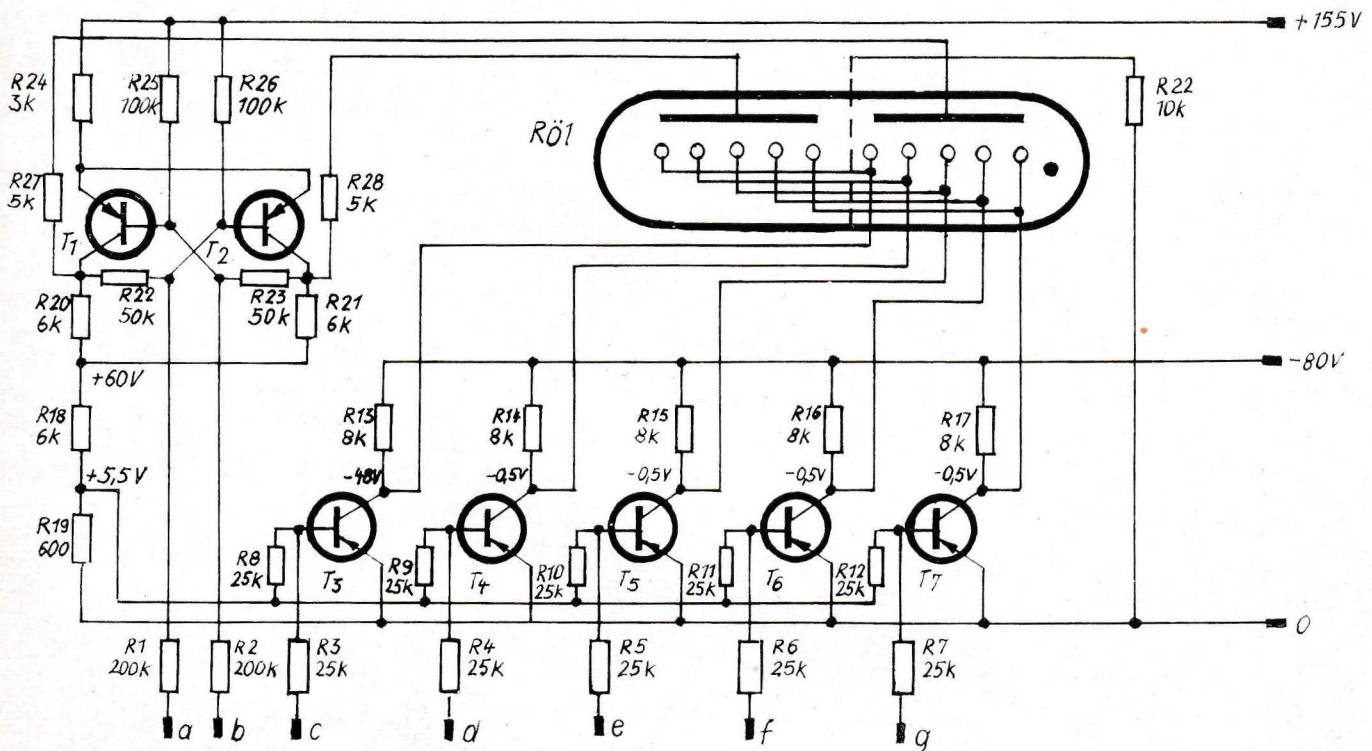 +155V
R24
3k
R25
100k
R26
100k
R22
10k
Rö1
R27
5k
R28
5k
T1
T2
R22
50k
R23
50k
R20
6k
R21
6k
+60V
-80V
R18
6k
R13
8k
R14
8k
R15
8k
R16
8k
R17
8k
+5,5V
-48V
-0,5V
-0,5V
-0,5V
-0,5V
R19
600
R8
25k
T3
R9
25k
T4
R10
25k
T5
R11
25k
T6
R12
25k
T7
0
R1
200k
R2
200k
R3
25k
R4
25k
R5
25k
R6
25k
R7
25k
a
b
c
d
e
f
g